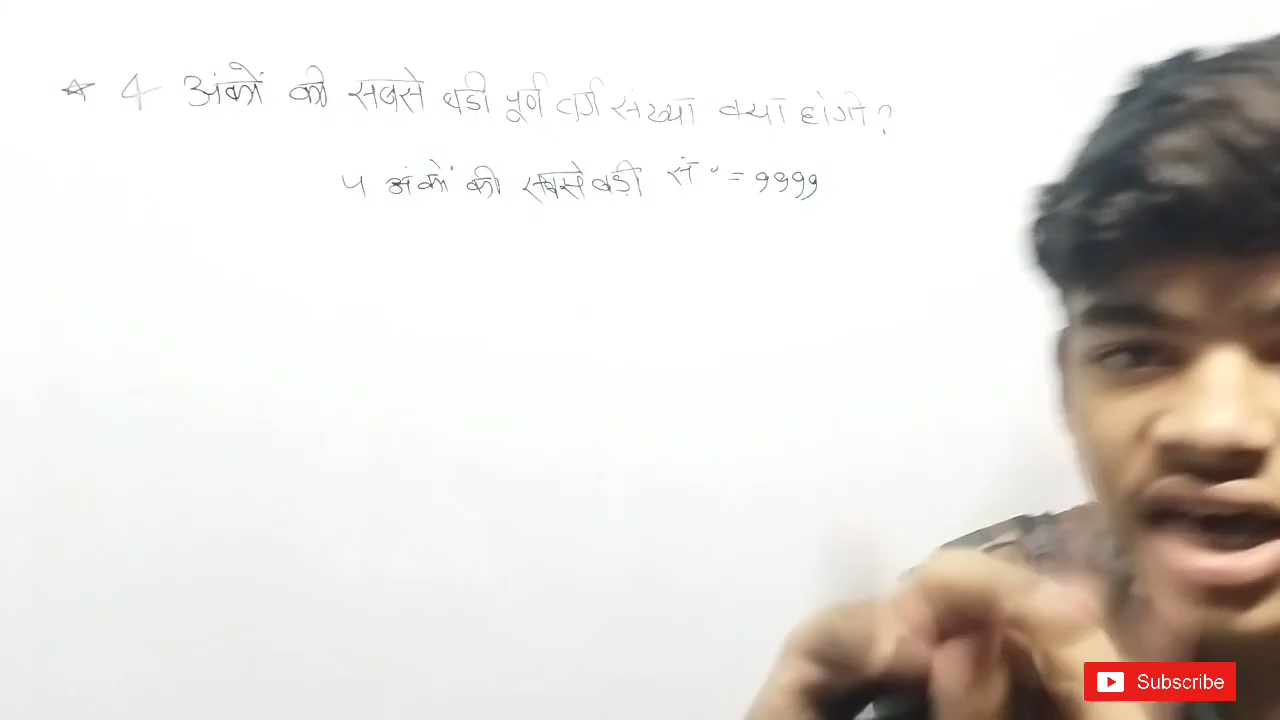 * 4 अंकों की सबसे बड़ी पूर्ण वर्ग संख्या क्या होगी?
4 अंकों की सबसे बड़ी सं० = 9999
Subscribe